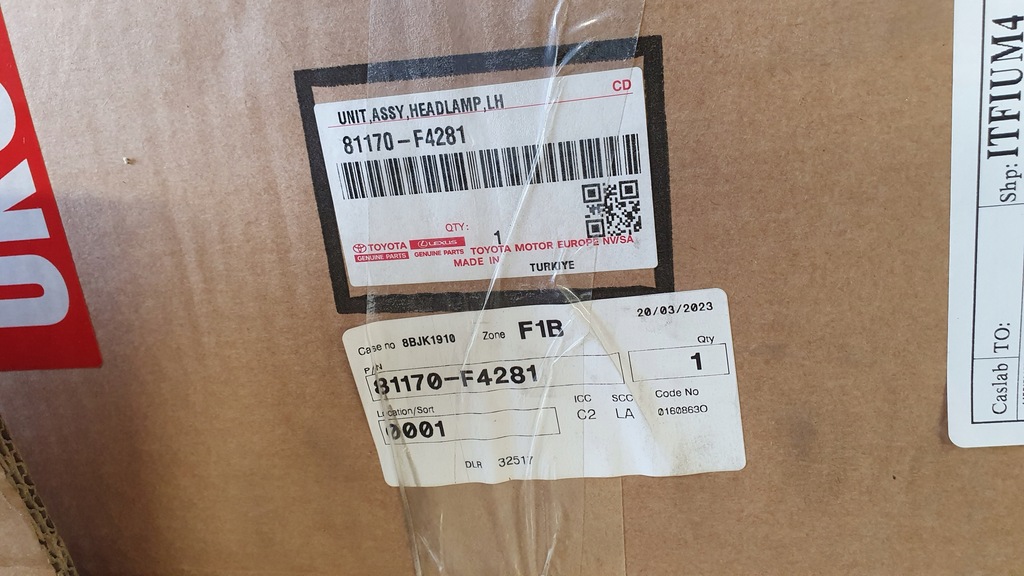 CD
UNIT,ASSY,HEADLAMP,LH
81170-F4281
QTY: 1
TOYOTA
GENUINE PARTS
LEXUS
GENUINE PARTS
TOYOTA MOTOR EUROPE NV/SA
MADE IN TURKIYE
20/03/2023
Case no 8BJK1910 Zone F1B
P/N
81170-F4281
Qty
1
Location/Sort
0001
ICC SCC Code No
C2 LA 0160863O
DLR 32517
Caslab TO:
Shp: ITFIUM4